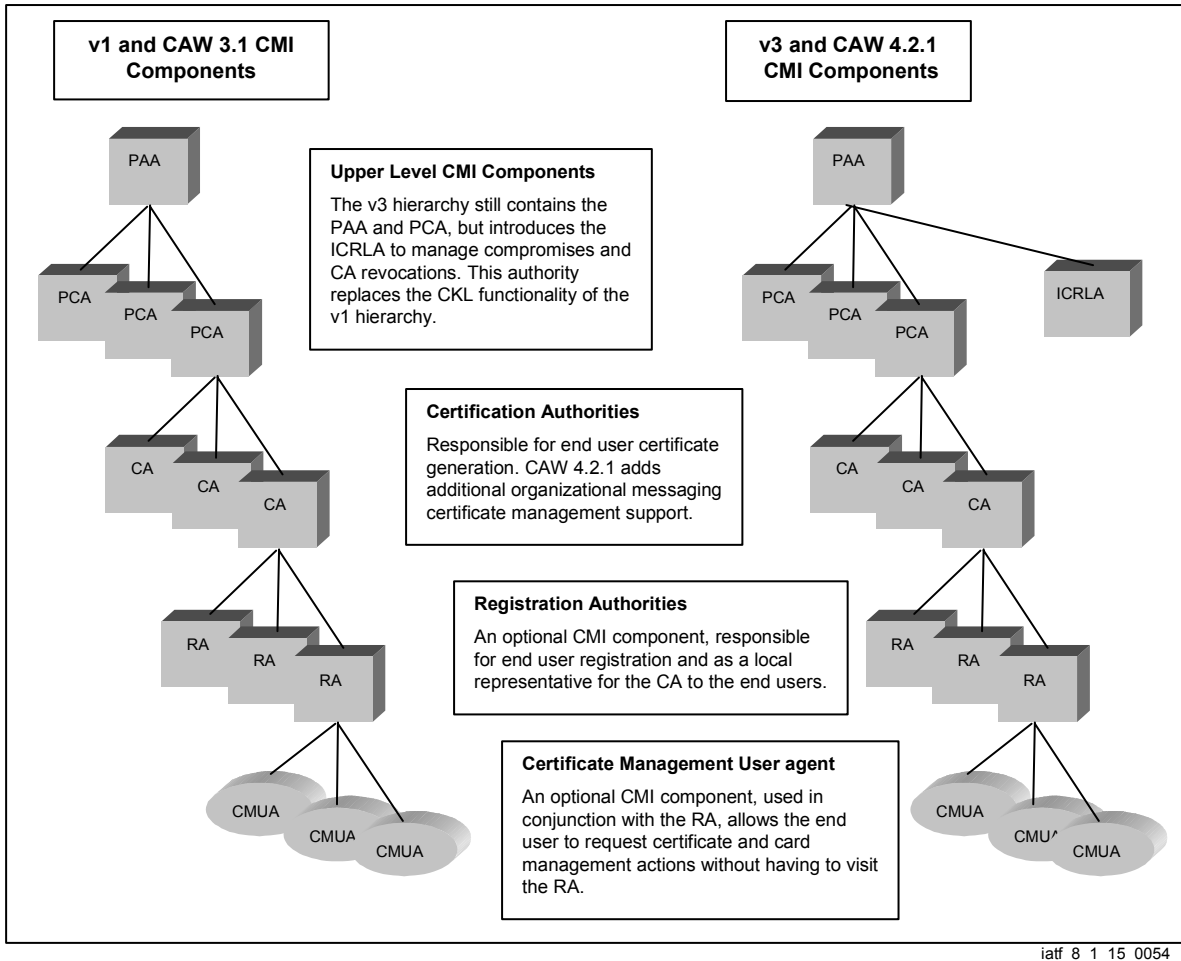 v1 and CAW 3.1 CMI
Components
v3 and CAW 4.2.1
CMI Components
PAA
PAA
Upper Level CMI Components
The v3 hierarchy still contains the
PAA and PCA, but introduces the
ICRLA to manage compromises and
CA revocations. This authority
replaces the CKL functionality of the
v1 hierarchy.
PCA
PCA
PCA
PCA
PCA
PCA
ICRLA
Certification Authorities
Responsible for end user certificate
generation. CAW 4.2.1 adds
additional organizational messaging
certificate management support.
CA
CA
CA
CA
CA
CA
Registration Authorities
An optional CMI component, responsible
for end user registration and as a local
representative for the CA to the end users.
RA
RA
RA
RA
RA
RA
Certificate Management User agent
An optional CMI component, used in
conjunction with the RA, allows the end
user to request certificate and card
management actions without having to visit
the RA.
CMUA
CMUA
CMUA
CMUA
CMUA
CMUA
iatf_8_1_15_0054